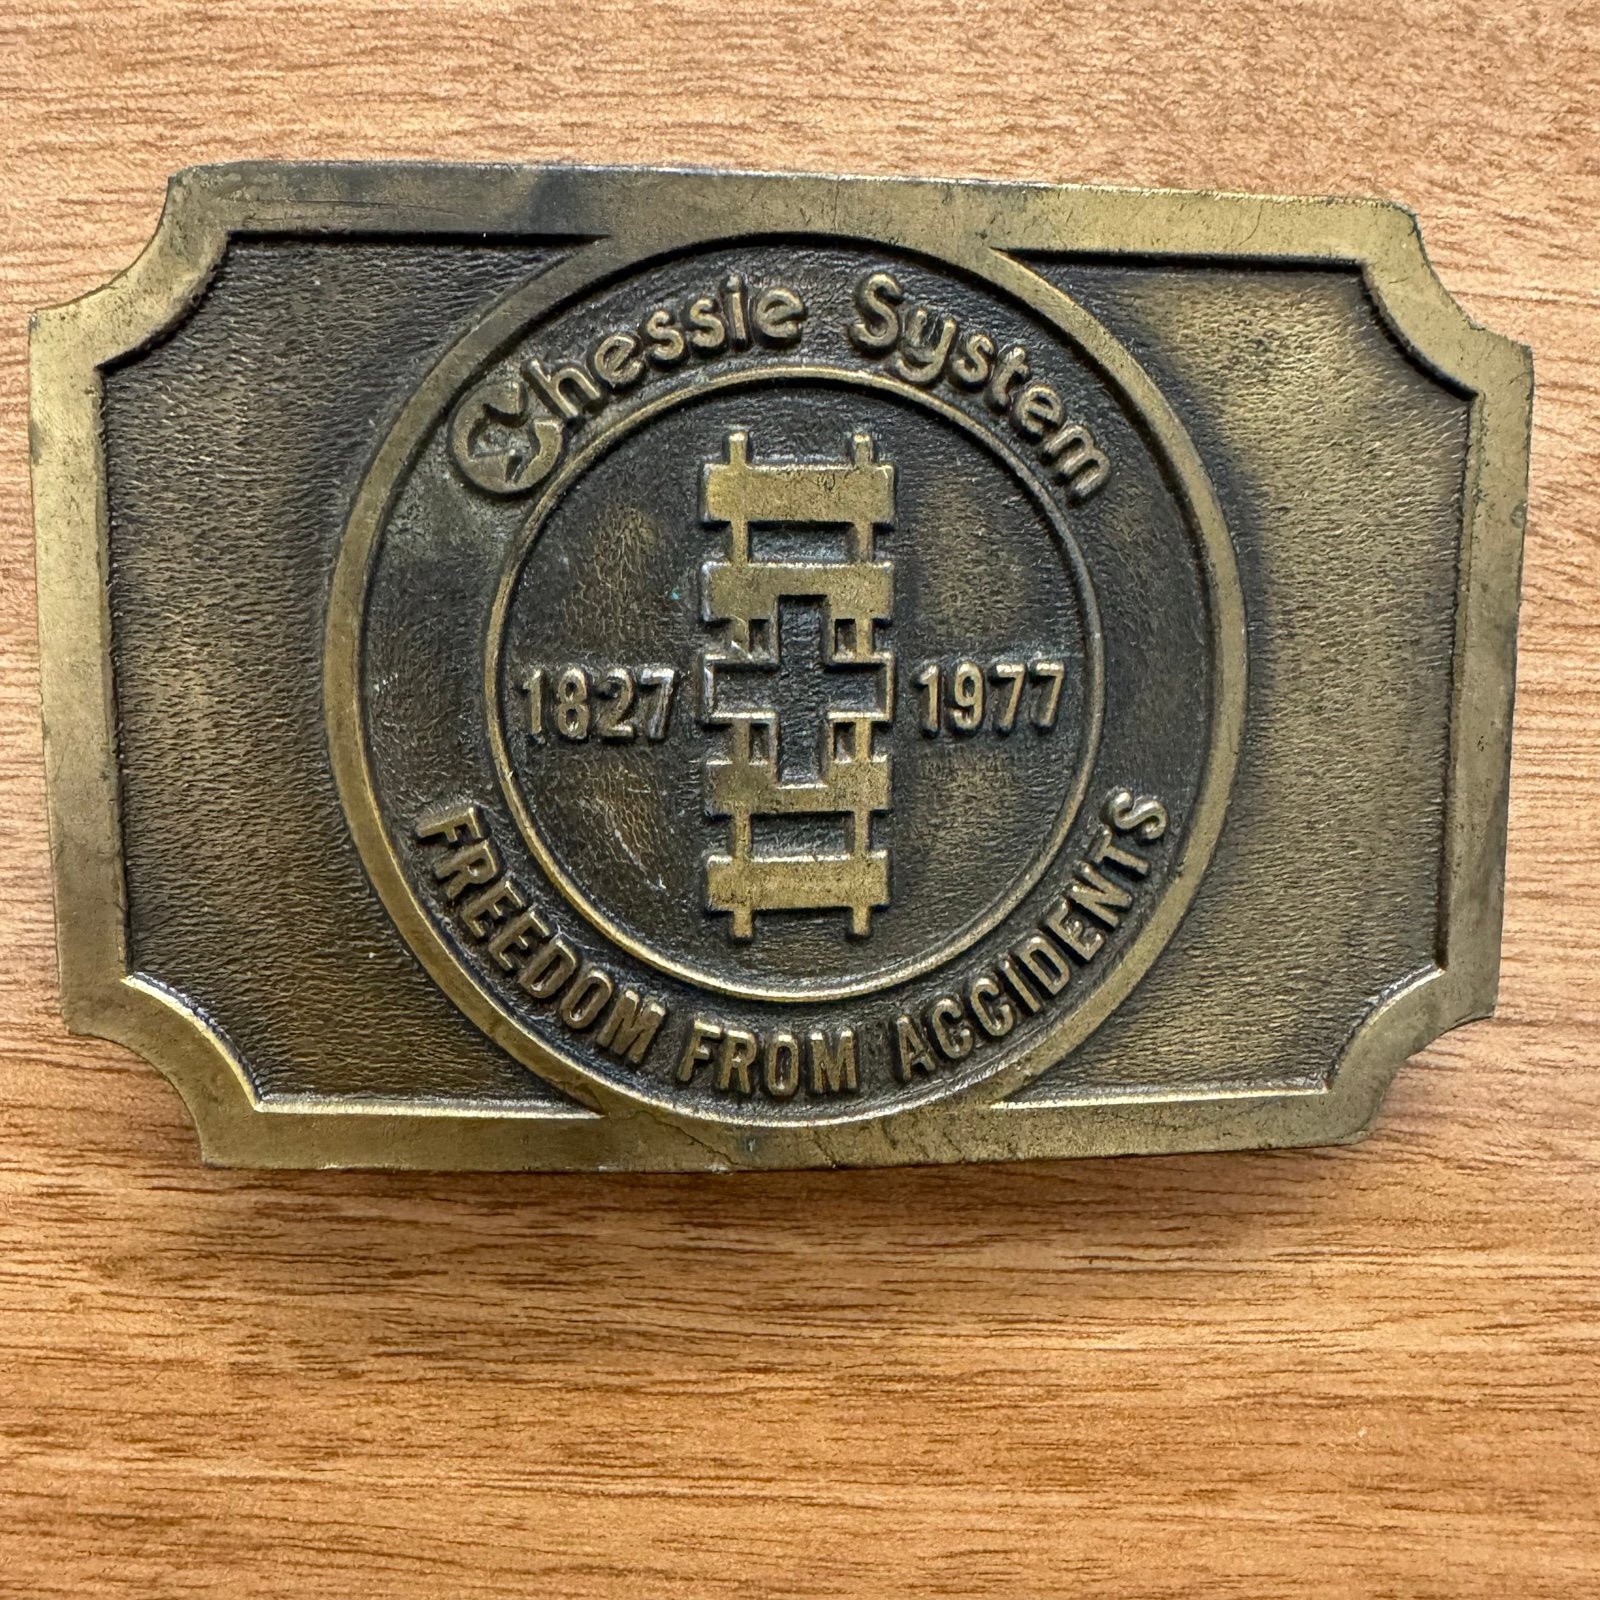 Chessie System
1827 1977
FREEDOM FROM ACCIDENTS